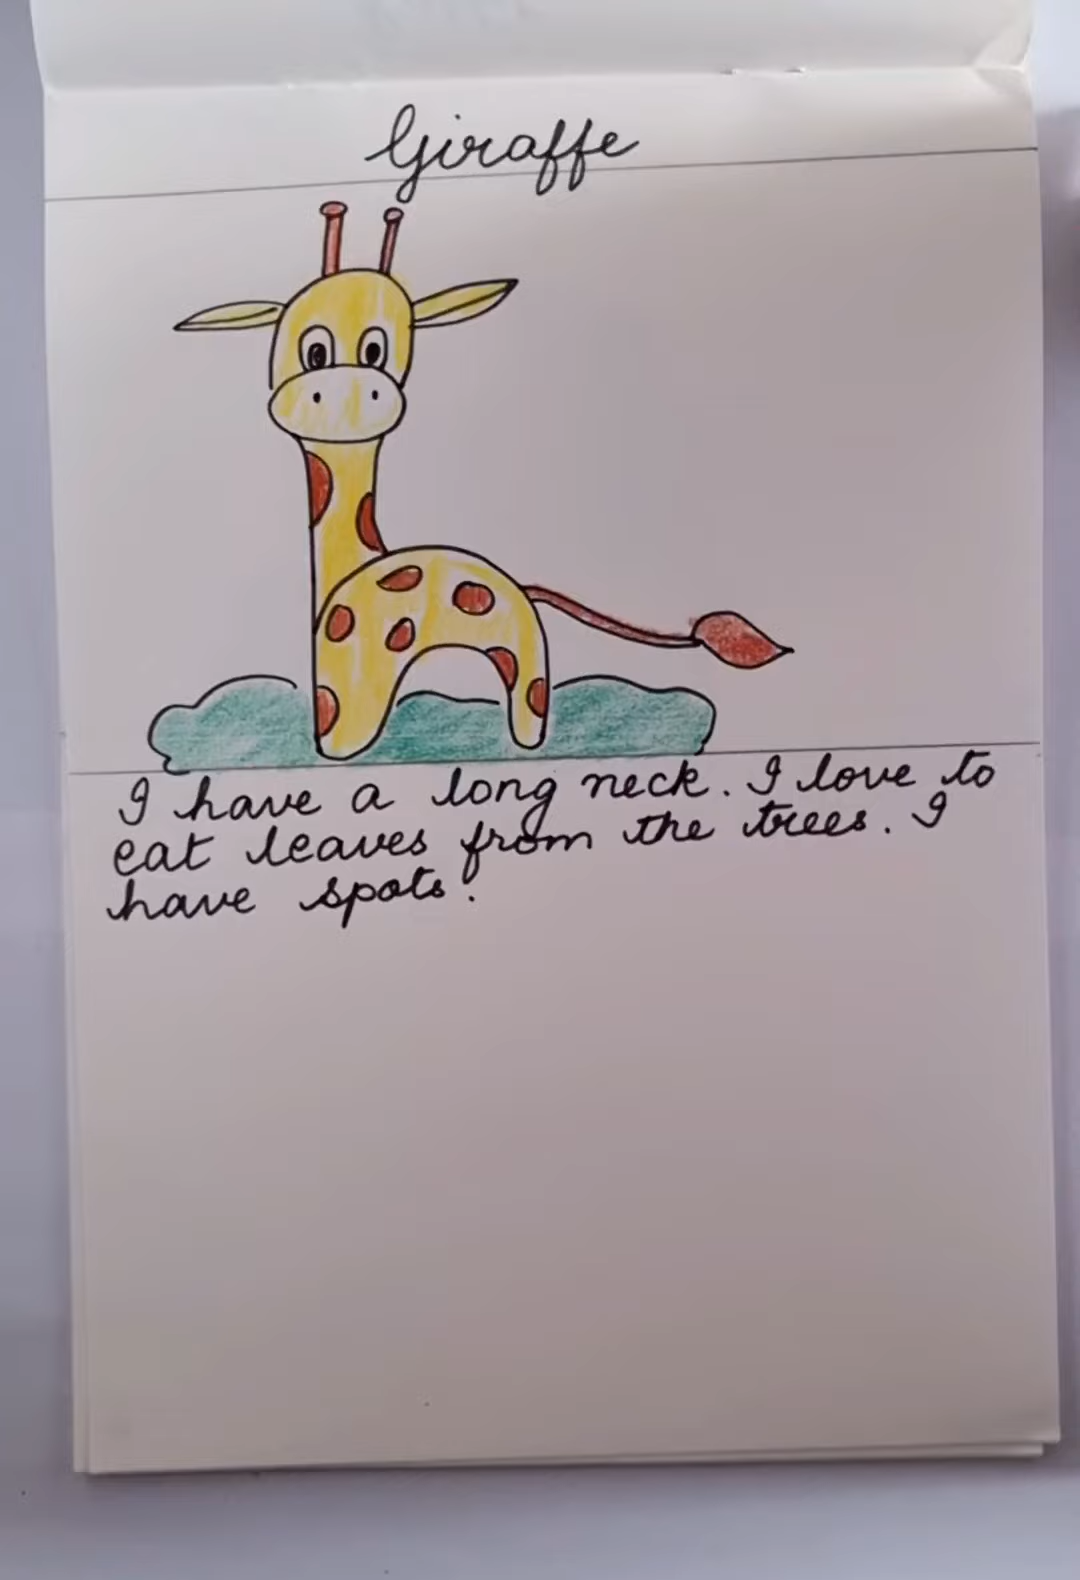 Giraffe
I have a long neck. I love to
eat leaves from the trees. I
have spots.